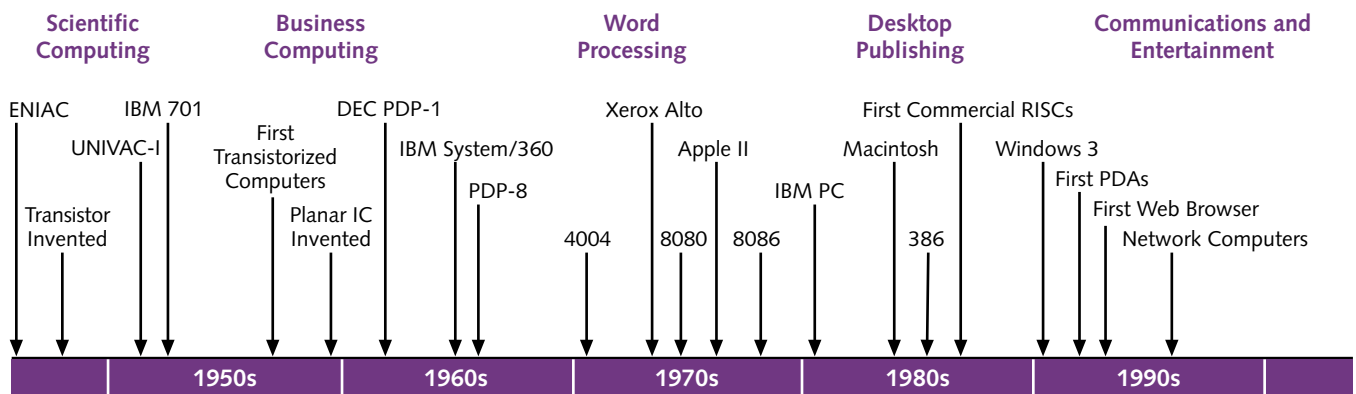 Scientific
Computing
Business
Computing
Word
Processing
Desktop
Publishing
Communications and
Entertainment
ENIAC
IBM 701
DEC PDP-1
Xerox Alto
First Commercial RISCs
UNIVAC-I
First
Transistorized
Computers
IBM System/360
Apple II
Macintosh
Windows 3
PDP-8
IBM PC
First PDAs
Transistor
Invented
Planar IC
Invented
First Web Browser
4004
8080
8086
386
Network Computers
1950s
1960s
1970s
1980s
1990s